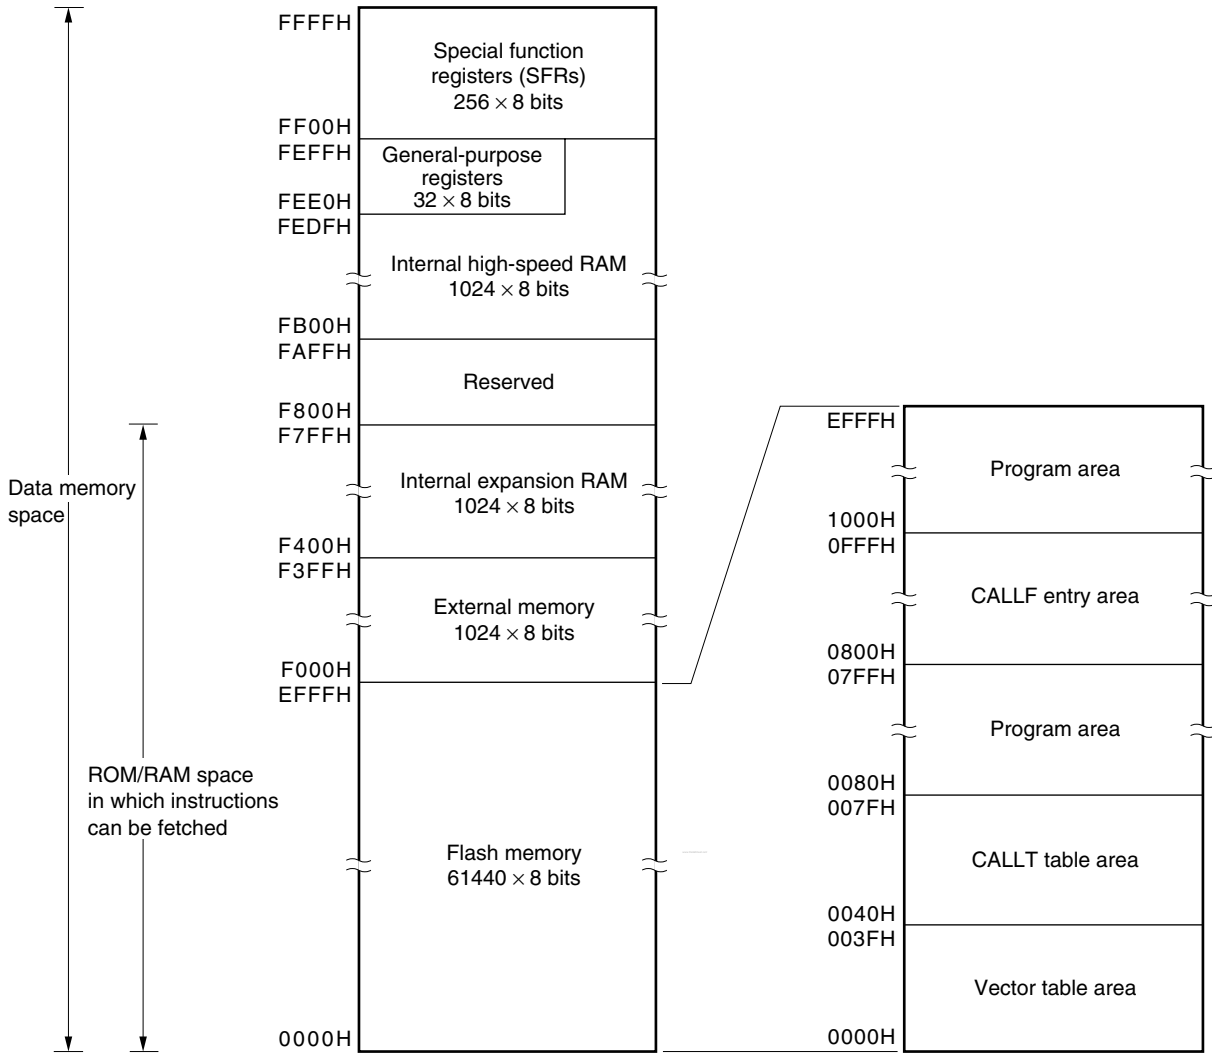 FFFFH
Special function
registers (SFRs)
256 × 8 bits
FF00H
FEFFH
General-purpose
registers
32 × 8 bits
FEE0H
FEDFH
Internal high-speed RAM
1024 × 8 bits
FB00H
FAFFH
Reserved
F800H
F7FFH
Data memory
space
Internal expansion RAM
1024 × 8 bits
F400H
F3FFH
External memory
1024 × 8 bits
F000H
EFFFH
ROM/RAM space
in which instructions
can be fetched
Flash memory
61440 × 8 bits
0000H
EFFFH
Program area
1000H
0FFFH
CALLF entry area
0800H
07FFH
Program area
0080H
007FH
CALLT table area
0040H
003FH
Vector table area
0000H